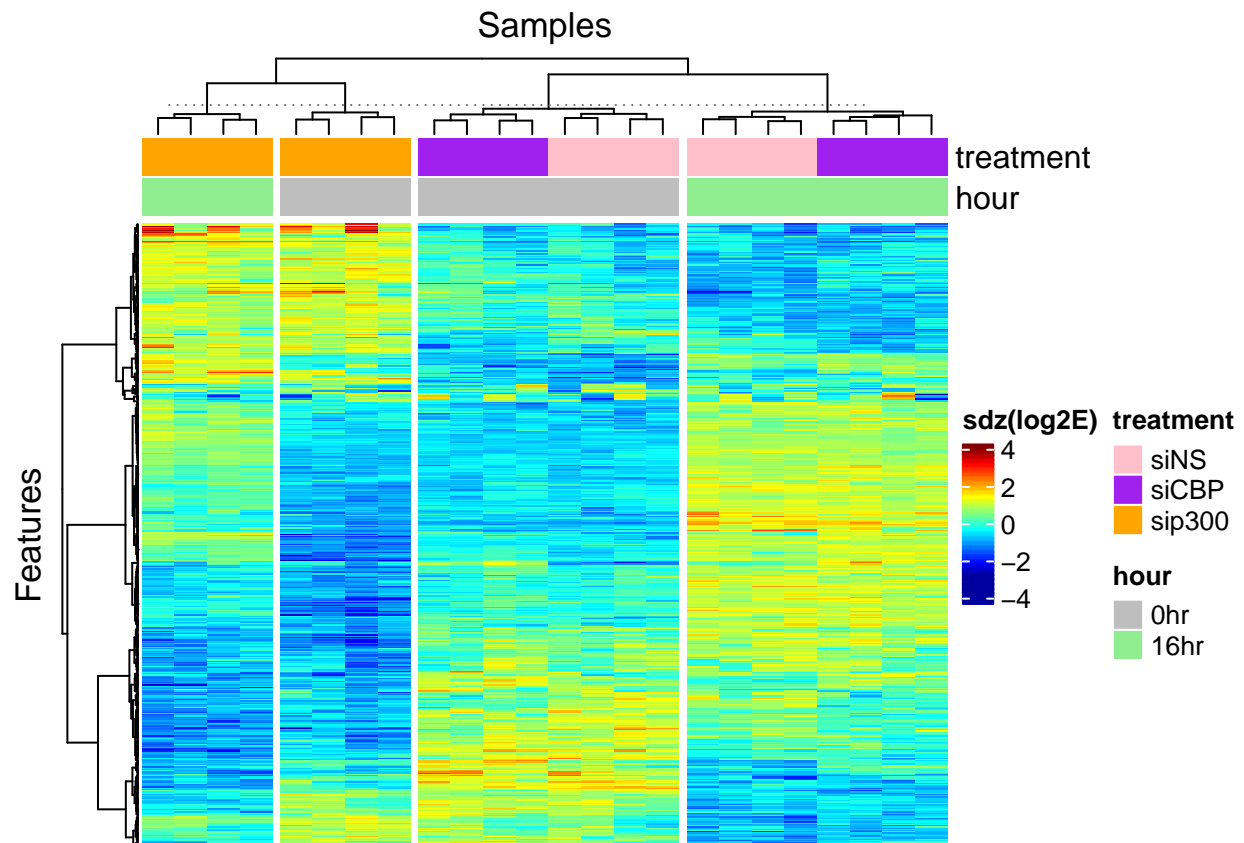 Samples
treatment
hour
Features
sdz(log2E)
4
2
0
−2
−4
treatment
siNS
siCBP
sip300
hour
0hr
16hr